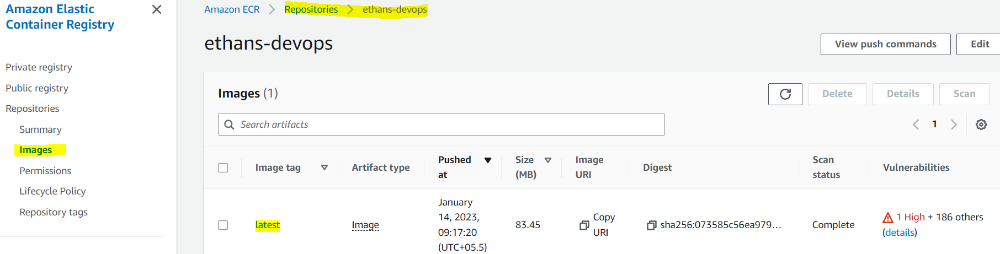 Amazon Elastic
Container Registry
Private registry
Public registry
Repositories
Summary
Images
Permissions
Lifecycle Policy
Repository tags
Amazon ECR > Repositories > ethans-devops
ethans-devops
View push commands
Edit
Images (1)
Delete
Details
Scan
Search artifacts
1
Image tag
Artifact type
Pushed
at
Size
(MB)
Image
URI
Digest
Scan
status
Vulnerabilities
latest
Image
January
14, 2023,
09:17:20
(UTC+05.5)
83.45
Copy
URI
sha256:073585c56ea979...
Complete
1 High + 186 others
(details)